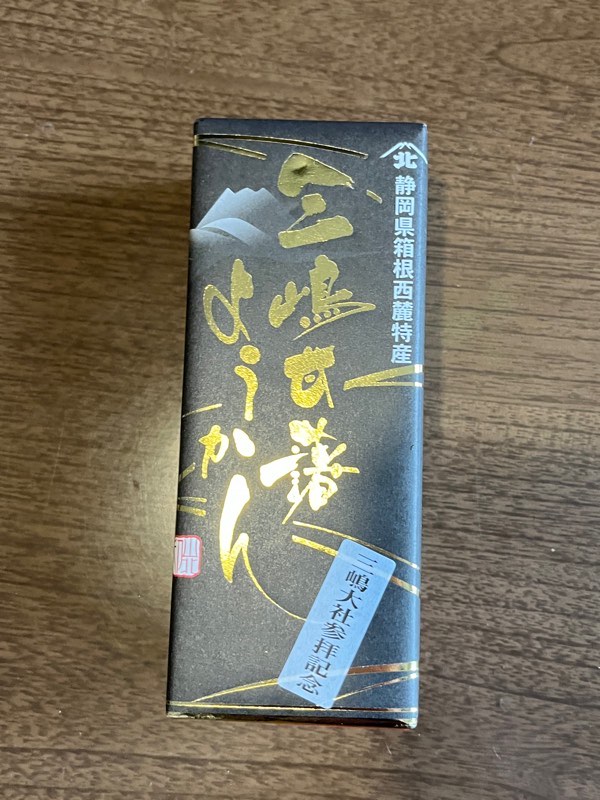 北
静岡県箱根西麓特産
三嶋甘藷
ようかん
三嶋大社参拝記念